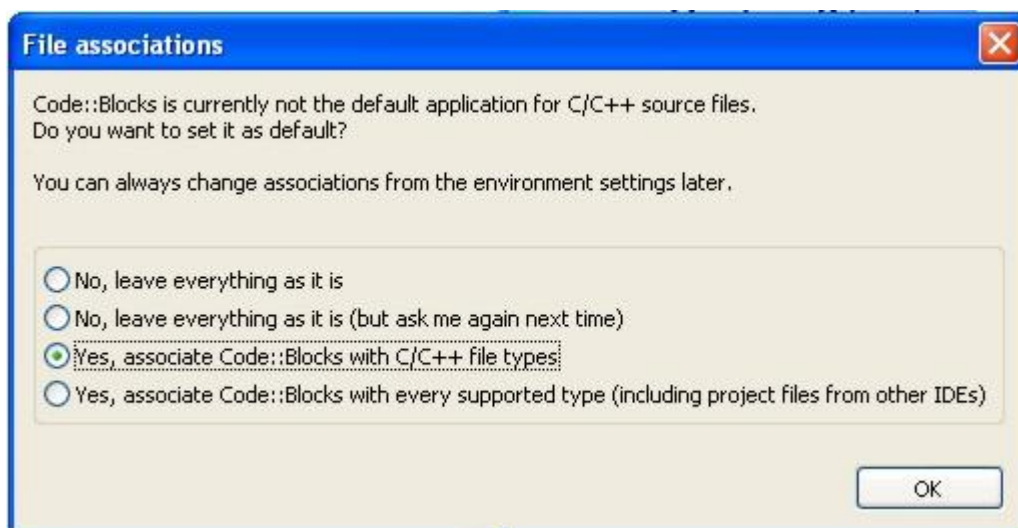 File associations
Code::Blocks is currently not the default application for C/C++ source files.
Do you want to set it as default?
You can always change associations from the environment settings later.
No, leave everything as it is
No, leave everything as it is (but ask me again next time)
Yes, associate Code::Blocks with C/C++ file types
Yes, associate Code::Blocks with every supported type (including project files from other IDEs)
OK